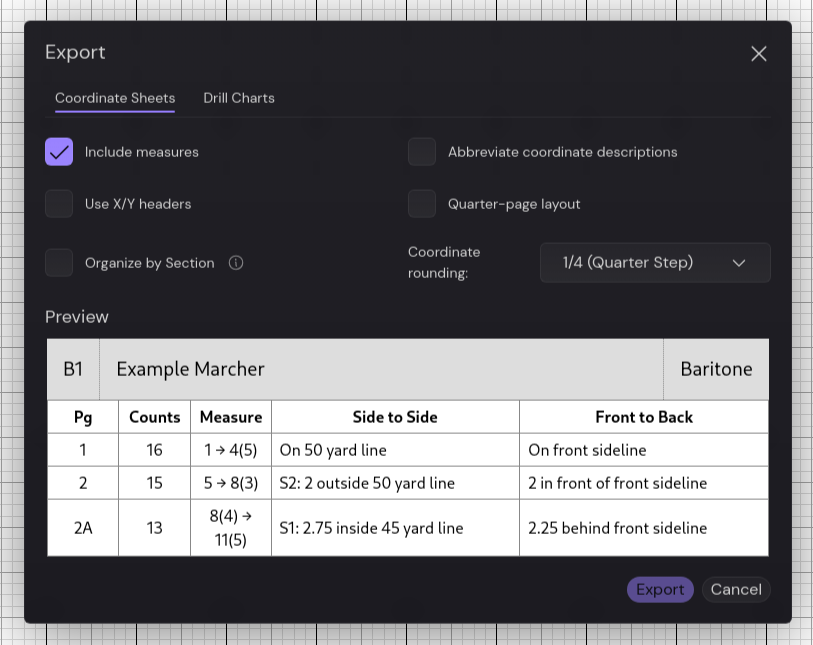 Export
Coordinate Sheets Drill Charts
Include measures Abbreviate coordinate descriptions
Use X/Y headers Quarter-page layout
Organize by Section Coordinate rounding: 1/4 (Quarter Step)
Preview
B1 Example Marcher Baritone
Pg Counts Measure Side to Side Front to Back
1 16 1 → 4(5) On 50 yard line On front sideline
2 15 5 → 8(3) S2: 2 outside 50 yard line 2 in front of front sideline
2A 13 8(4) → 11(5) S1: 2.75 inside 45 yard line 2.25 behind front sideline
Export Cancel